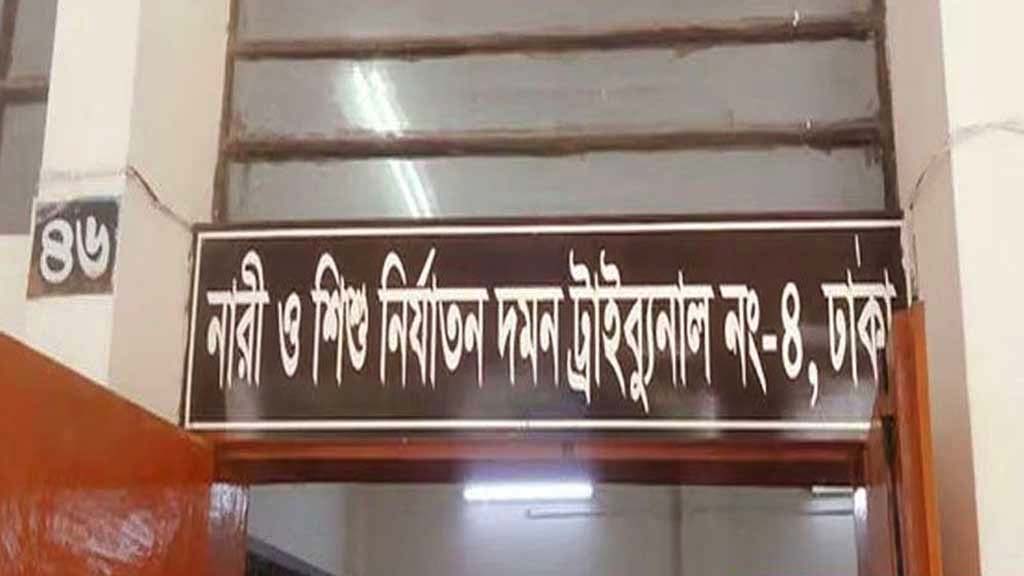 ৪৬
নারী ও শিশু নির্যাতন দমন ট্রাইব্যুনাল নং-৪, ঢাকা